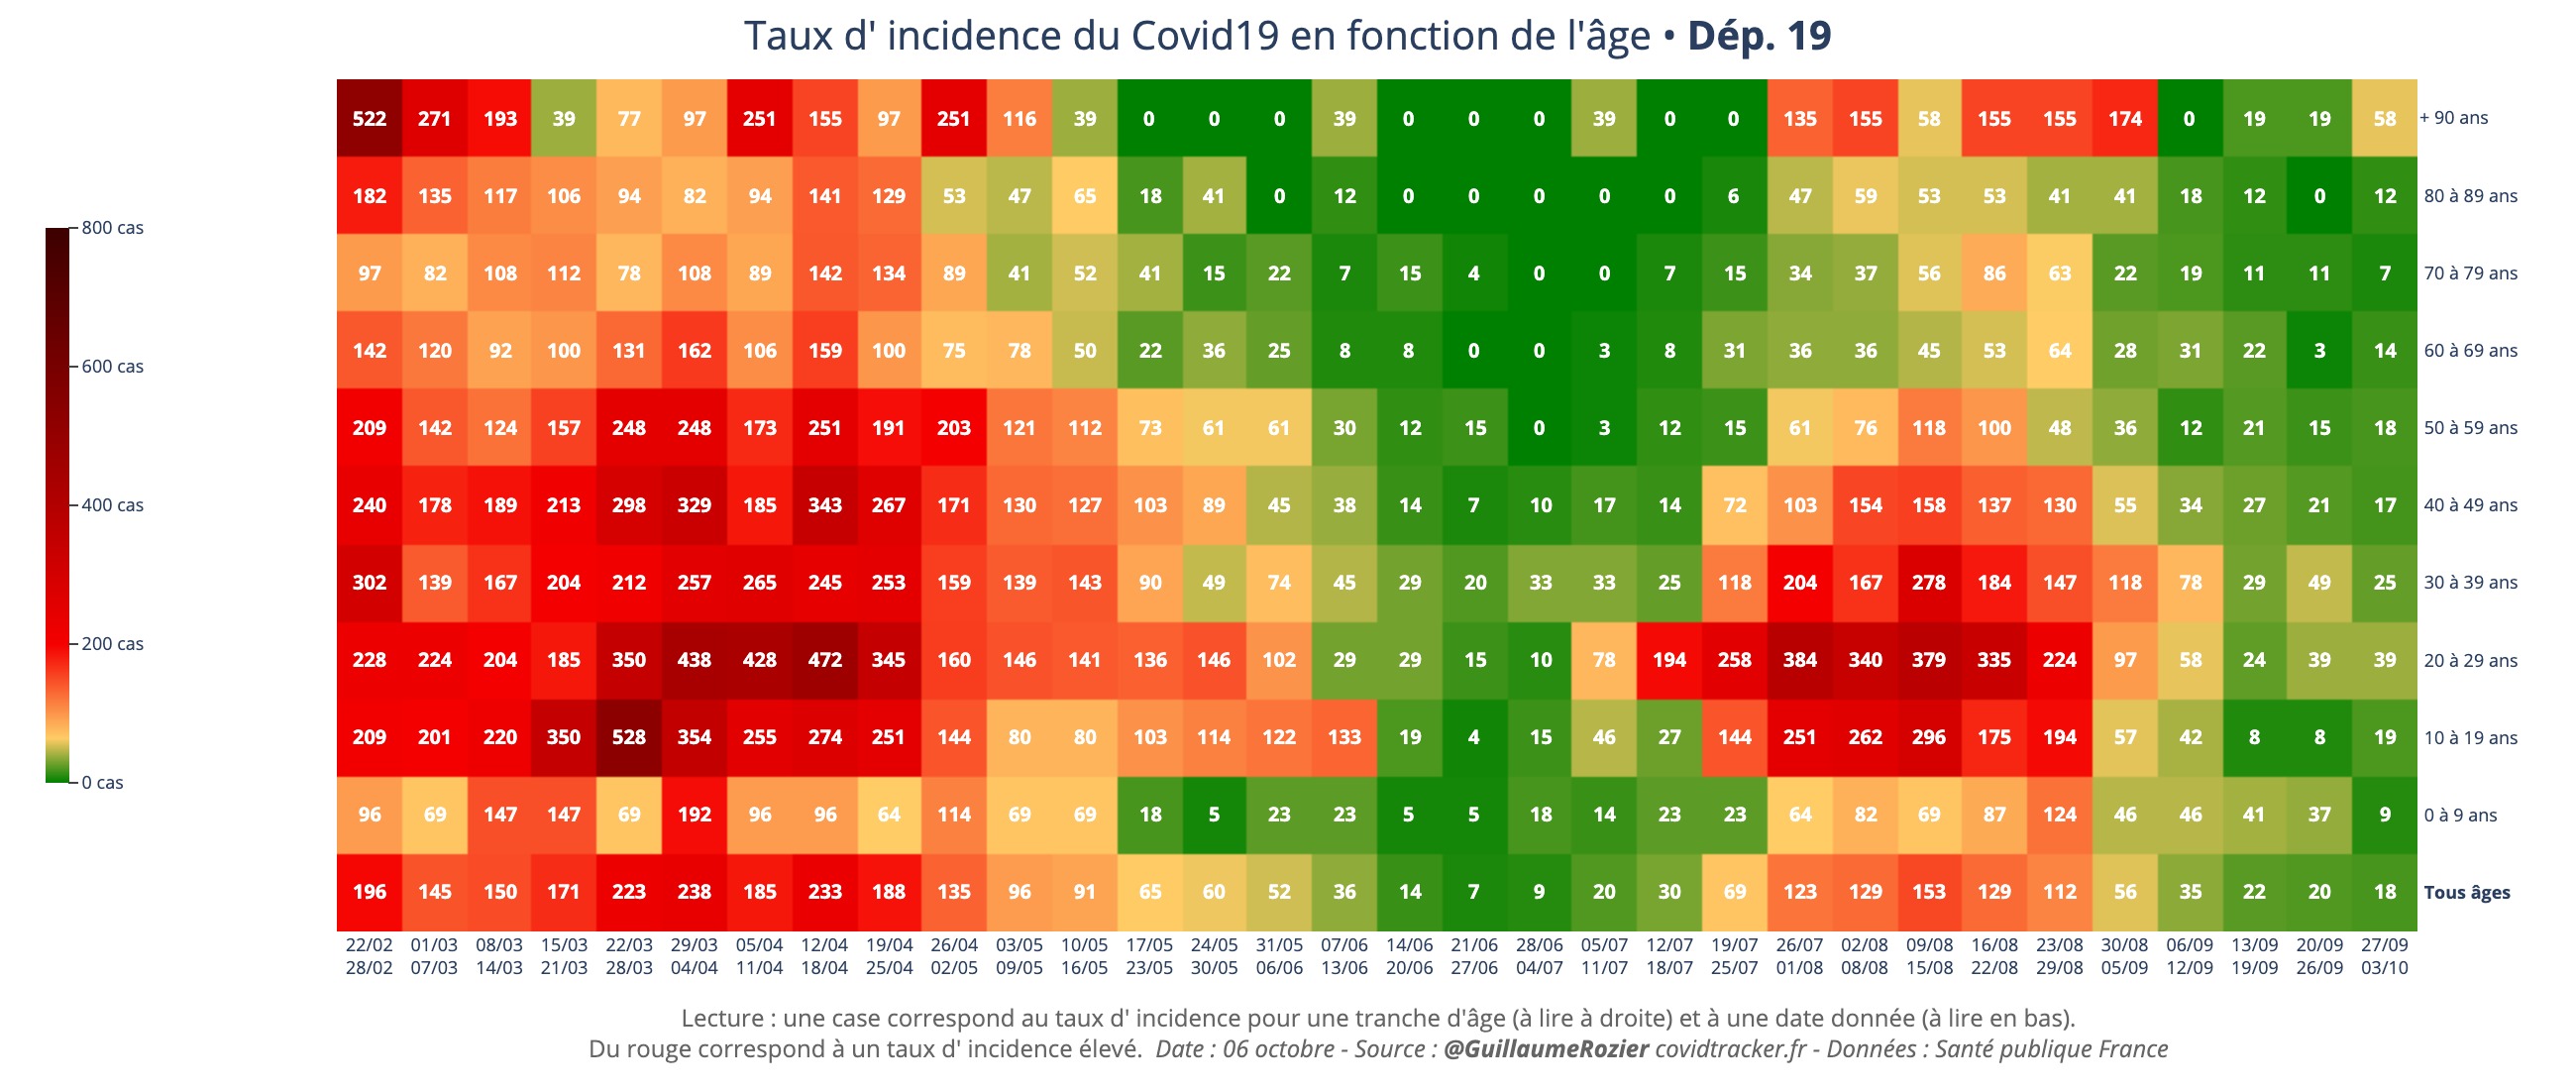 Taux d' incidence du Covid19 en fonction de l'âge • Dép. 19
800 cas
600 cas
400 cas
200 cas
0 cas
522 271 193 39 77 97 251 155 97 251 116 39 0 0 0 39 0 0 0 39 0 0 135 155 58 155 155 174 0 19 19 58 + 90 ans
182 135 117 106 94 82 94 141 129 53 47 65 18 41 0 12 0 0 0 0 0 6 47 59 53 53 41 41 18 12 0 12 80 à 89 ans
97 82 108 112 78 108 89 142 134 89 41 52 41 15 22 7 15 4 0 0 7 15 34 37 56 86 63 22 19 11 11 7 70 à 79 ans
142 120 92 100 131 162 106 159 100 75 78 50 22 36 25 8 8 0 0 3 8 31 36 36 45 53 64 28 31 22 3 14 60 à 69 ans
209 142 124 157 248 248 173 251 191 203 121 112 73 61 61 30 12 15 0 3 12 15 61 76 118 100 48 36 12 21 15 18 50 à 59 ans
240 178 189 213 298 329 185 343 267 171 130 127 103 89 45 38 14 7 10 17 14 72 103 154 158 137 130 55 34 27 21 17 40 à 49 ans
302 139 167 204 212 257 265 245 253 159 139 143 90 49 74 45 29 20 33 33 25 118 204 167 278 184 147 118 78 29 49 25 30 à 39 ans
228 224 204 185 350 438 428 472 345 160 146 141 136 146 102 29 29 15 10 78 194 258 384 340 379 335 224 97 58 24 39 39 20 à 29 ans
209 201 220 350 528 354 255 274 251 144 80 80 103 114 122 133 19 4 15 46 27 144 251 262 296 175 194 57 42 8 8 19 10 à 19 ans
96 69 147 147 69 192 96 96 64 114 69 69 18 5 23 23 5 5 18 14 23 23 64 82 69 87 124 46 46 41 37 9 0 à 9 ans
196 145 150 171 223 238 185 233 188 135 96 91 65 60 52 36 14 7 9 20 30 69 123 129 153 129 112 56 35 22 20 18 Tous âges
22/02 01/03 08/03 15/03 22/03 29/03 05/04 12/04 19/04 26/04 03/05 10/05 17/05 24/05 31/05 07/06 14/06 21/06 28/06 05/07 12/07 19/07 26/07 02/08 09/08 16/08 23/08 30/08 06/09 13/09 20/09 27/09
28/02 07/03 14/03 21/03 28/03 04/04 11/04 18/04 25/04 02/05 09/05 16/05 23/05 30/05 06/06 13/06 20/06 27/06 04/07 11/07 18/07 25/07 01/08 08/08 15/08 22/08 29/08 05/09 12/09 19/09 26/09 03/10
Lecture : une case correspond au taux d' incidence pour une tranche d'âge (à lire à droite) et à une date donnée (à lire en bas).
Du rouge correspond à un taux d' incidence élevé. Date : 06 octobre - Source : @GuillaumeRozier covidtracker.fr - Données : Santé publique France